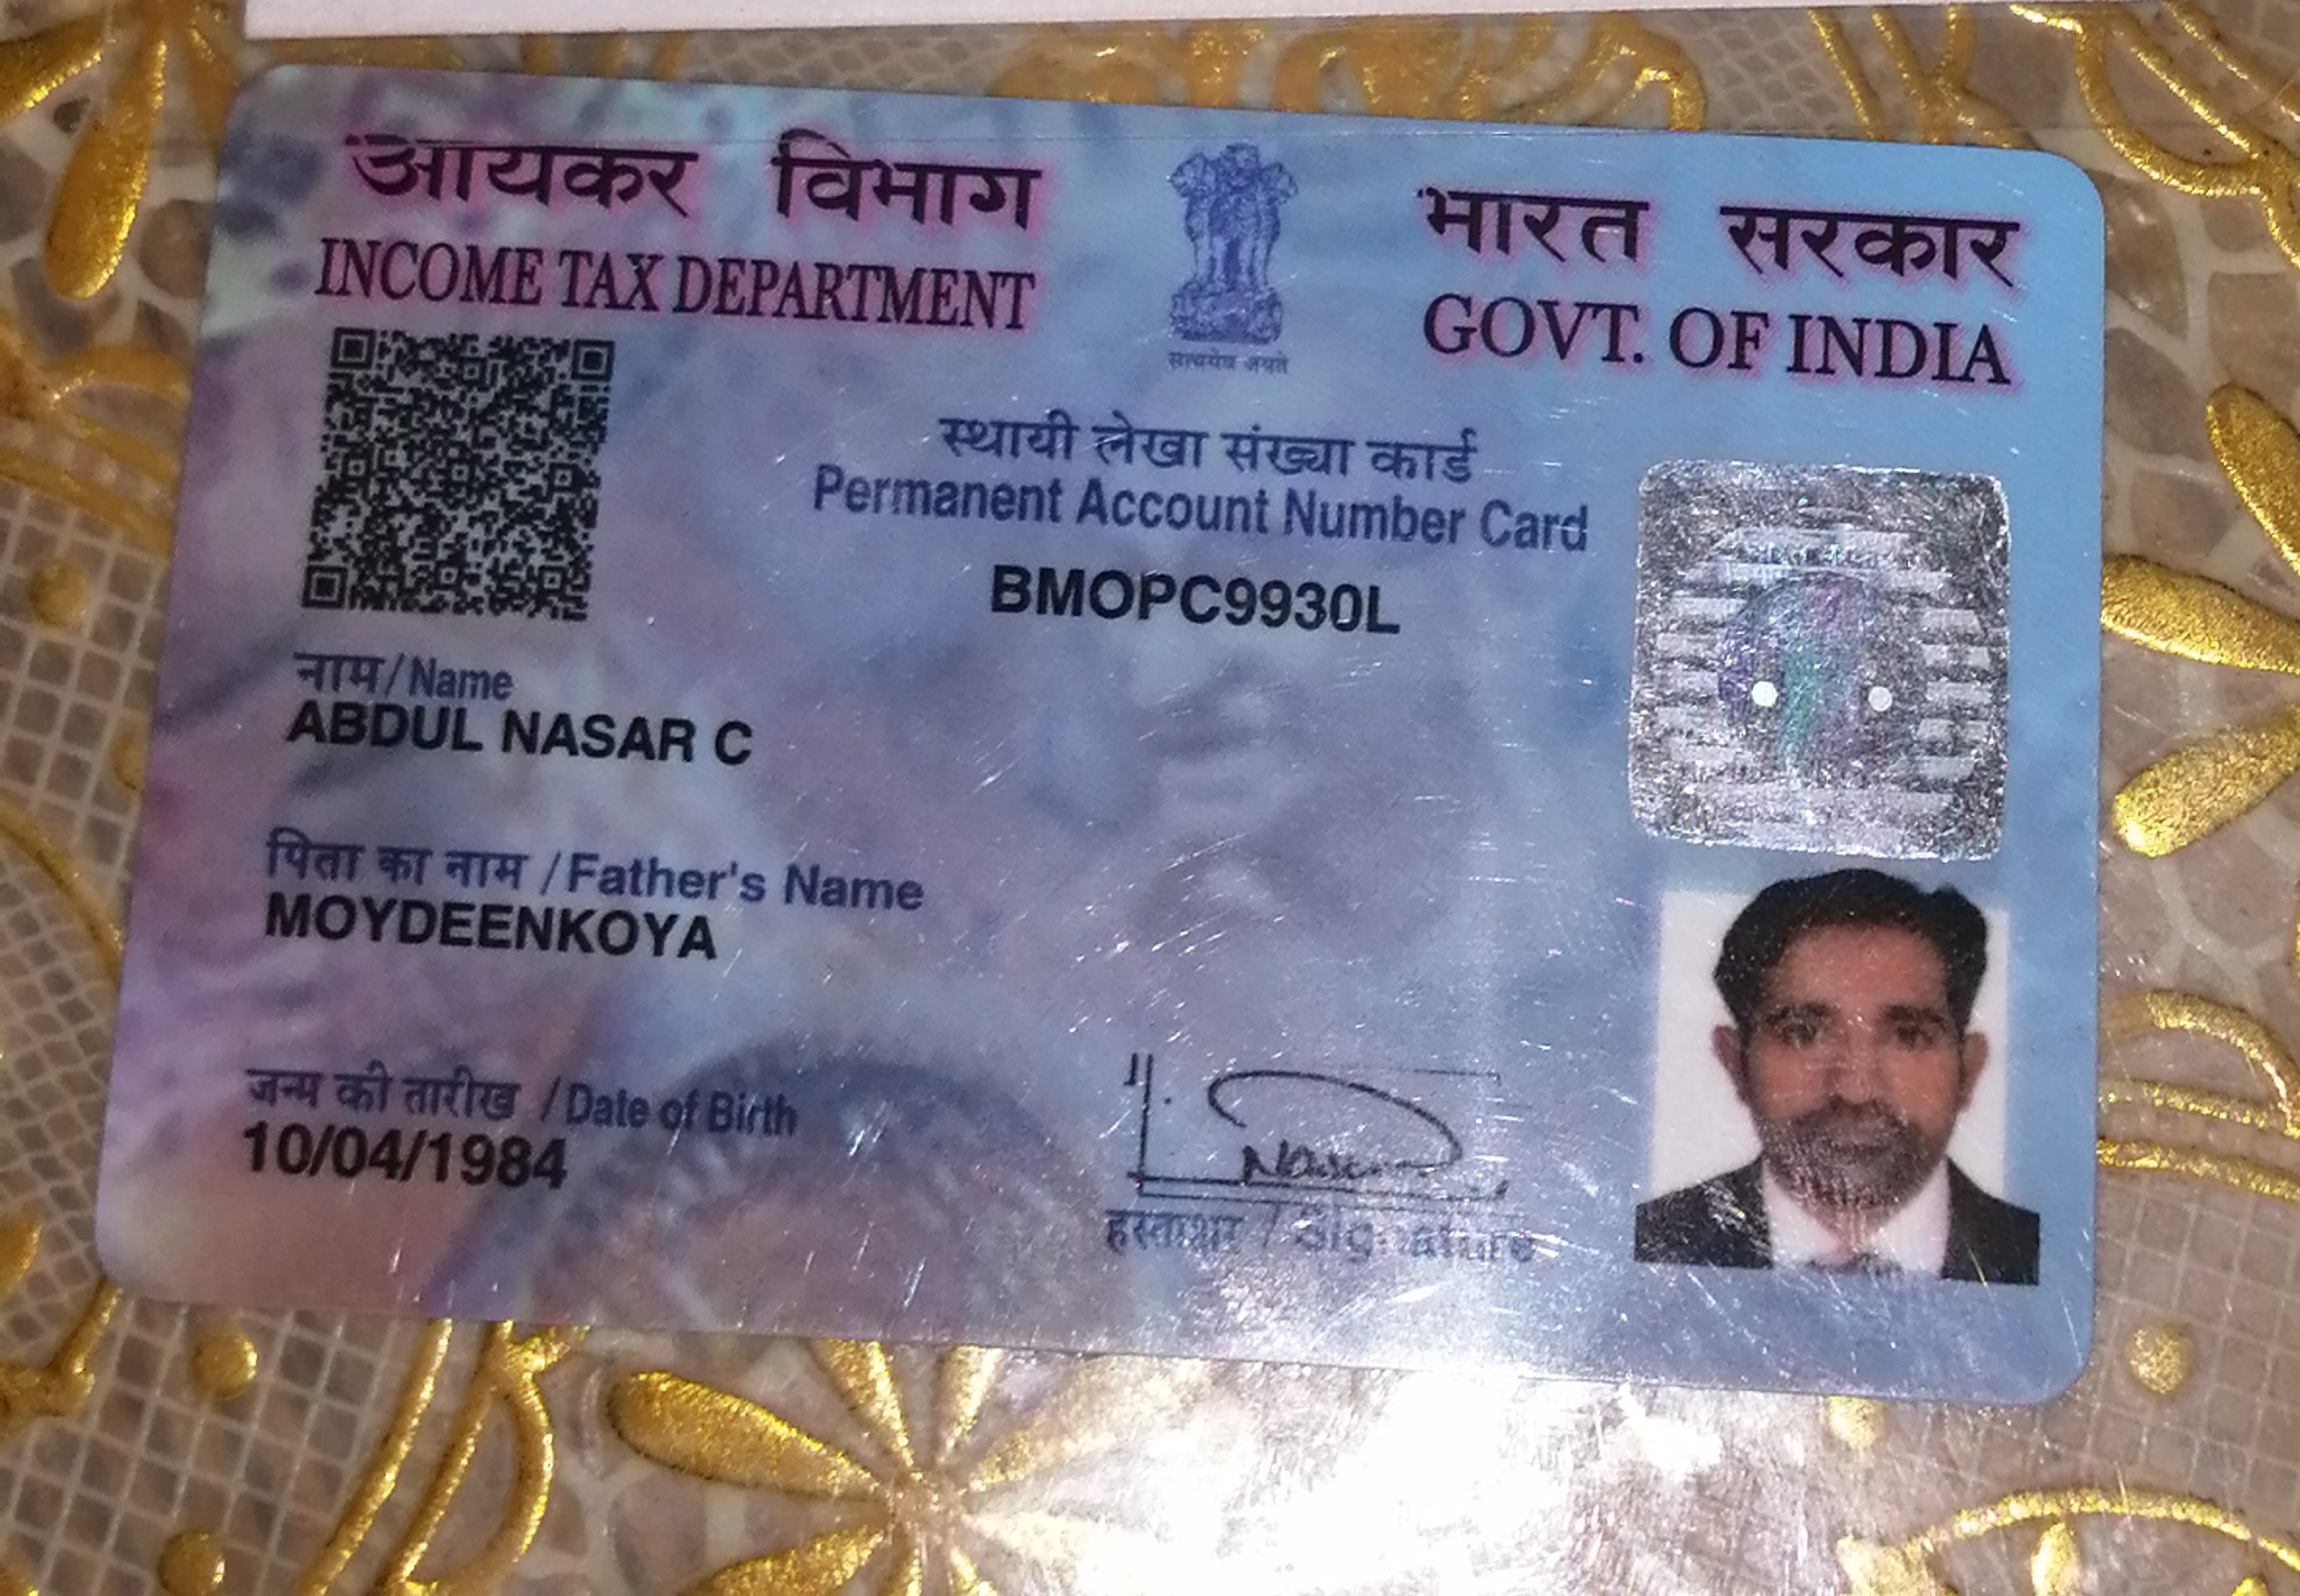 आयकर विभाग
INCOME TAX DEPARTMENT
सत्यमेव जयते
भारत सरकार
GOVT. OF INDIA
स्थायी लेखा संख्या कार्ड
Permanent Account Number Card
BMOPC9930L
नाम / Name
ABDUL NASAR C
पिता का नाम / Father's Name
MOYDEENKOYA
जन्म की तारीख / Date of Birth
10/04/1984
Nasar
हस्ताक्षर / Signature